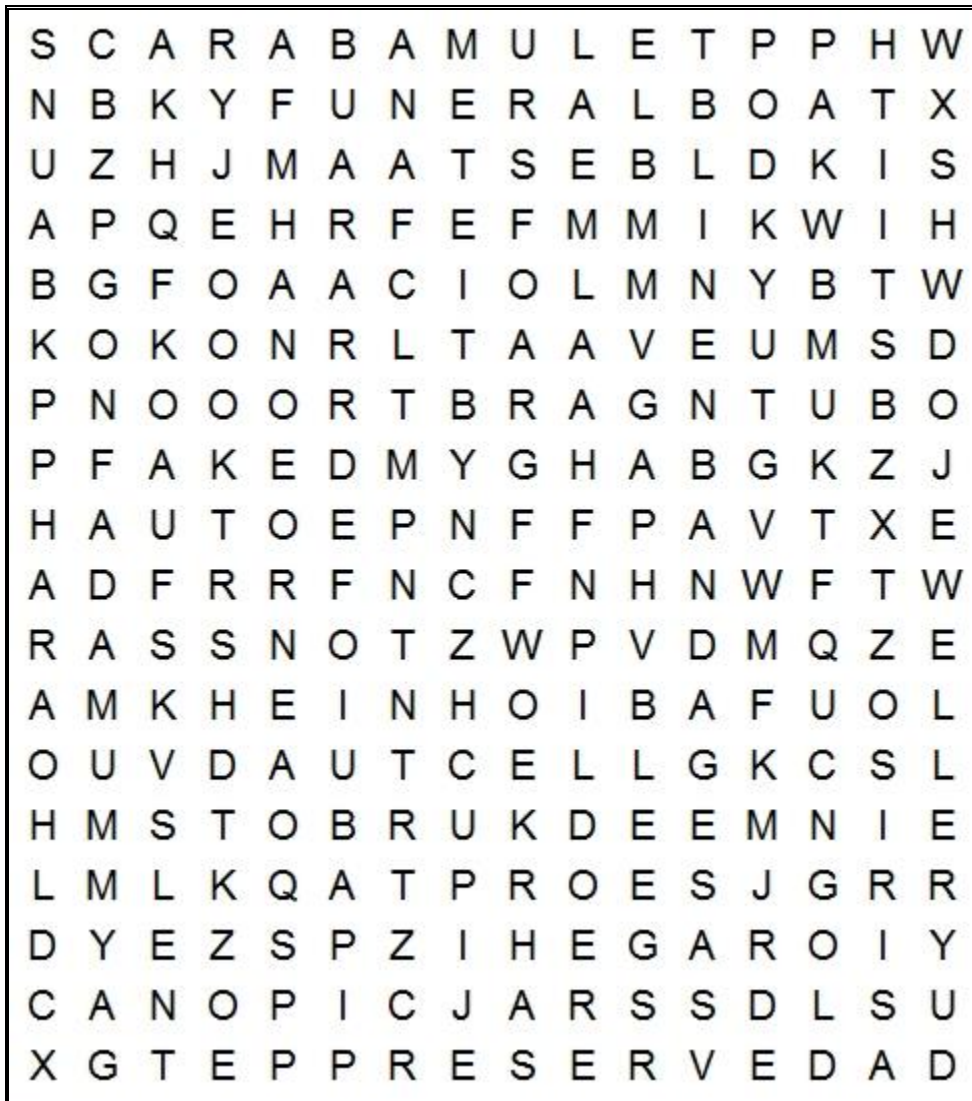 S C A R A B A M U L E T P P H W
N B K Y F U N E R A L B O A T X
U Z H J M A A T S E B L D K I S
A P Q E H R F E F M M I K W I H
B G F O A A C I O L M N Y B T W
K O K O N R L T A A V E U M S D
P N O O O R T B R A G N T U B O
P F A K E D M Y G H A B G K Z J
H A U T O E P N F F P A V T X E
A D F R R F N C F N H N W F T W
R A S S N O T Z W P V D M Q Z E
A M K H E I N H O I B A F U O L
O U V D A U T C E L L G K C S L
H M S T O B R U K D E E M N I E
L M L K Q A T P R O E S J G R R
D Y E Z S P Z I H E G A R O I Y
C A N O P I C J A R S S D L S U
X G T E P P R E S E R V E D A D